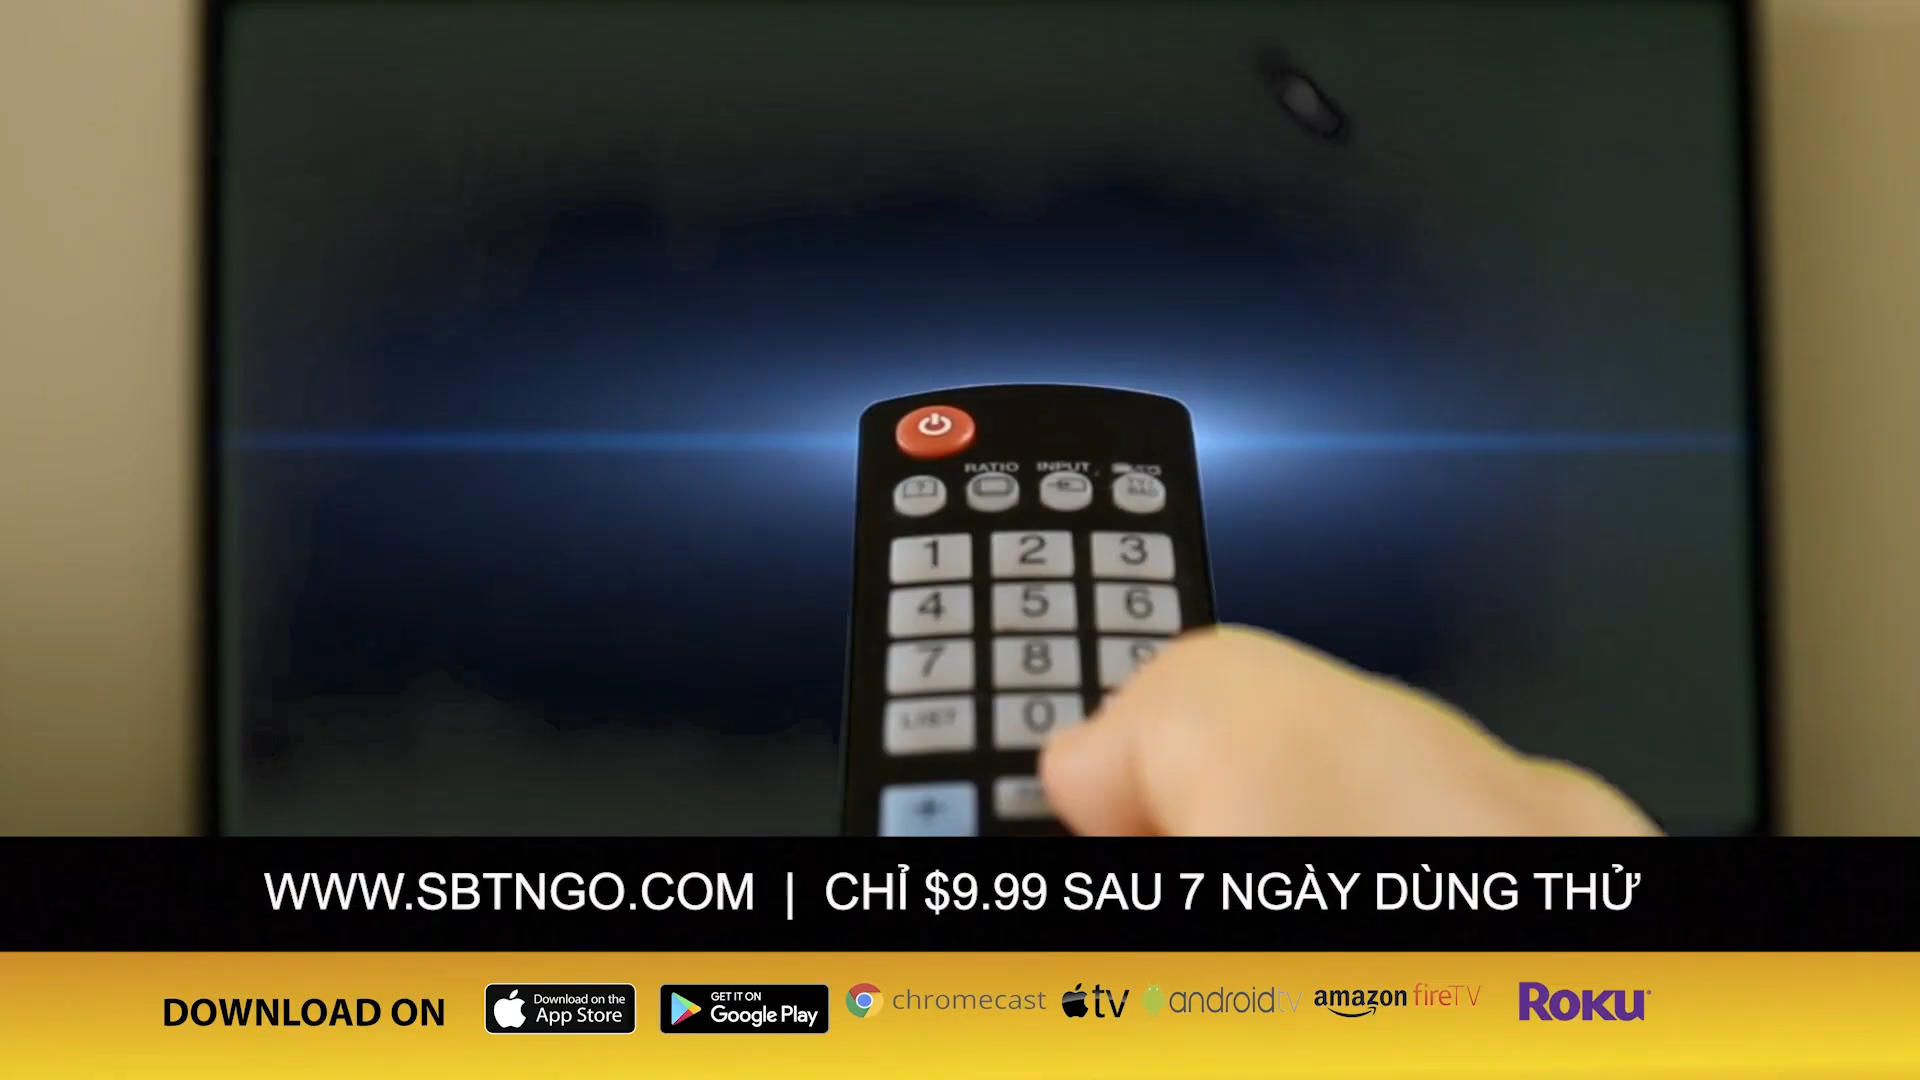 RATIO INPUT
1 2 3
4 5 6
7 8 9
LIST 0
WWW.SBTNGO.COM | CHỈ $9.99 SAU 7 NGÀY DÙNG THỬ
DOWNLOAD ON
Download on the
App Store
GET IT ON
Google Play
chromecast
tv
androidtv
amazon fireTV
ROKU